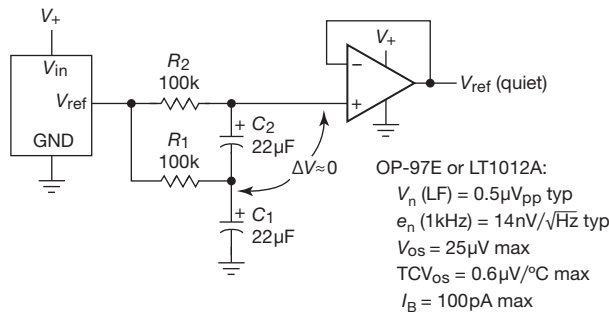 V+
Vin
Vref
GND
R2
100k
R1
100k
+ C2
22μF
+ C1
22μF
ΔV≈0
V+
−
+
Vref (quiet)
OP-97E or LT1012A:
Vn (LF) = 0.5μVpp typ
en (1kHz) = 14nV/√Hz typ
Vos = 25μV max
TCVos = 0.6μV/°C max
IB = 100pA max